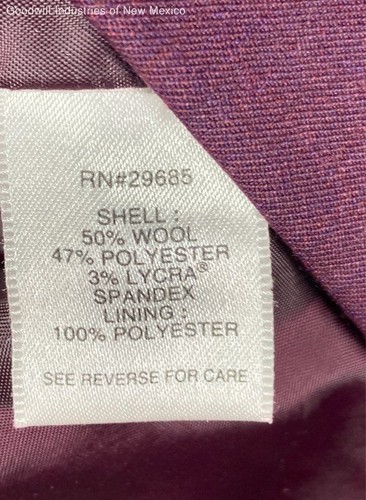 Goodwill Industries of New Mexico
RN#29685
SHELL :
50% WOOL
47% POLYESTER
3% LYCRA®
SPANDEX
LINING :
100% POLYESTER
SEE REVERSE FOR CARE